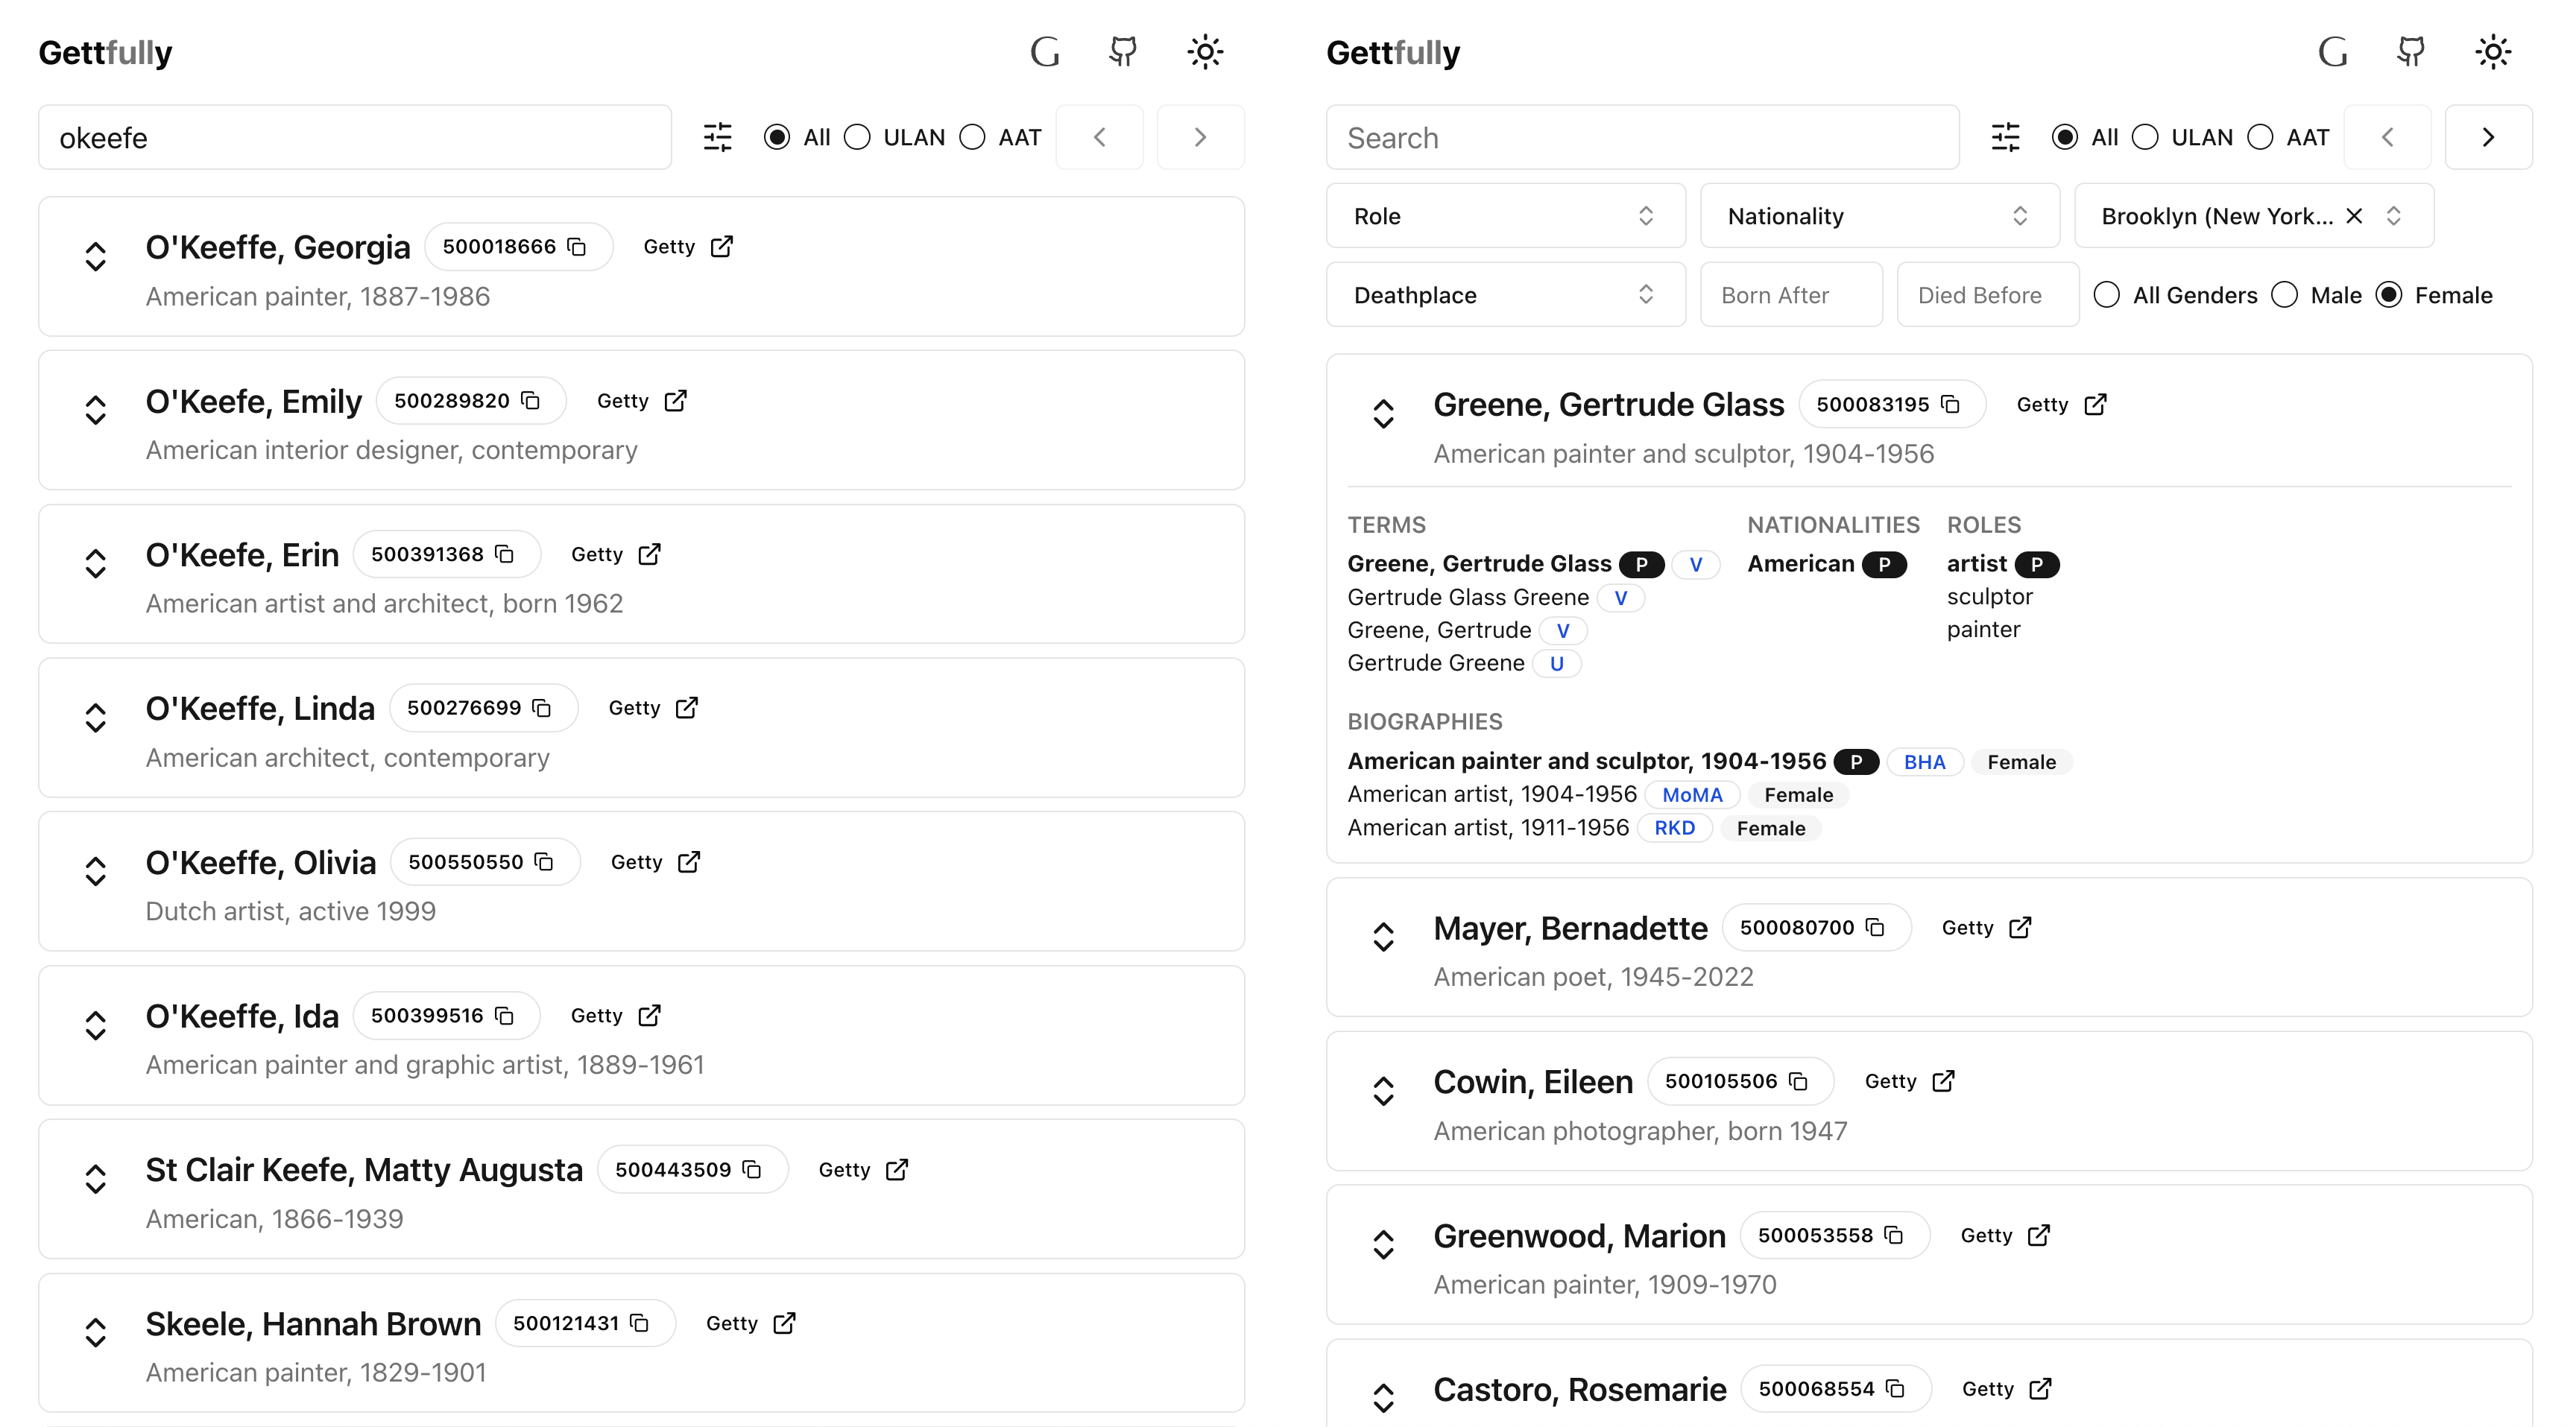 Gettfully
okeefe
All ULAN AAT
O'Keeffe, Georgia 500018666 Getty
American painter, 1887-1986
O'Keefe, Emily 500289820 Getty
American interior designer, contemporary
O'Keefe, Erin 500391368 Getty
American artist and architect, born 1962
O'Keeffe, Linda 500276699 Getty
American architect, contemporary
O'Keeffe, Olivia 500550550 Getty
Dutch artist, active 1999
O'Keeffe, Ida 500399516 Getty
American painter and graphic artist, 1889-1961
St Clair Keefe, Matty Augusta 500443509 Getty
American, 1866-1939
Skeele, Hannah Brown 500121431 Getty
American painter, 1829-1901
Gettfully
Search
All ULAN AAT
Role Nationality Brooklyn (New York...
Deathplace Born After Died Before All Genders Male Female
Greene, Gertrude Glass 500083195 Getty
American painter and sculptor, 1904-1956
TERMS NATIONALITIES ROLES
Greene, Gertrude Glass P V American P artist P
Gertrude Glass Greene V sculptor
Greene, Gertrude V painter
Gertrude Greene U
BIOGRAPHIES
American painter and sculptor, 1904-1956 P BHA Female
American artist, 1904-1956 MoMA Female
American artist, 1911-1956 RKD Female
Mayer, Bernadette 500080700 Getty
American poet, 1945-2022
Cowin, Eileen 500105506 Getty
American photographer, born 1947
Greenwood, Marion 500053558 Getty
American painter, 1909-1970
Castoro, Rosemarie 500068554 Getty